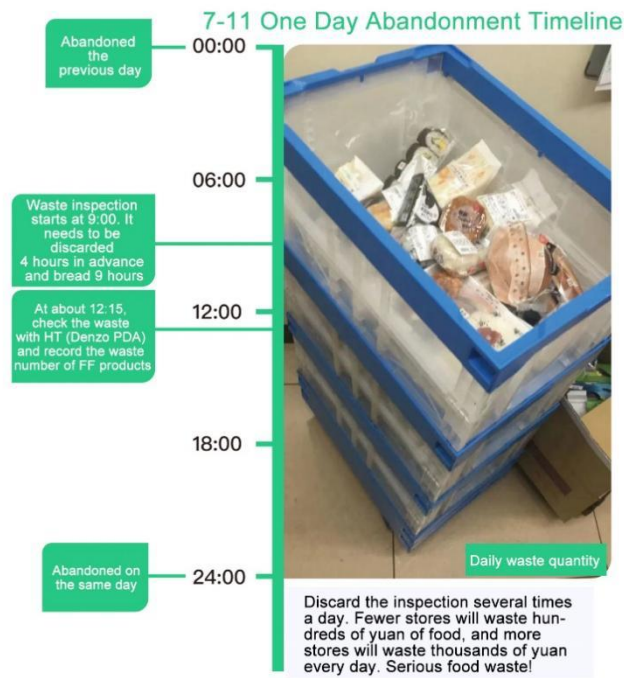 7-11 One Day Abandonment Timeline
Abandoned
the
previous day
00:00
06:00
Waste inspection
starts at 9:00. It
needs to be
discarded
4 hours in advance
and bread 9 hours
At about 12:15,
check the waste
with HT (Denzo PDA)
and record the waste
number of FF products
12:00
18:00
Abandoned on
the same day
24:00
Daily waste quantity
Discard the inspection several times
a day. Fewer stores will waste hun-
dreds of yuan of food, and more
stores will waste thousands of yuan
every day. Serious food waste!